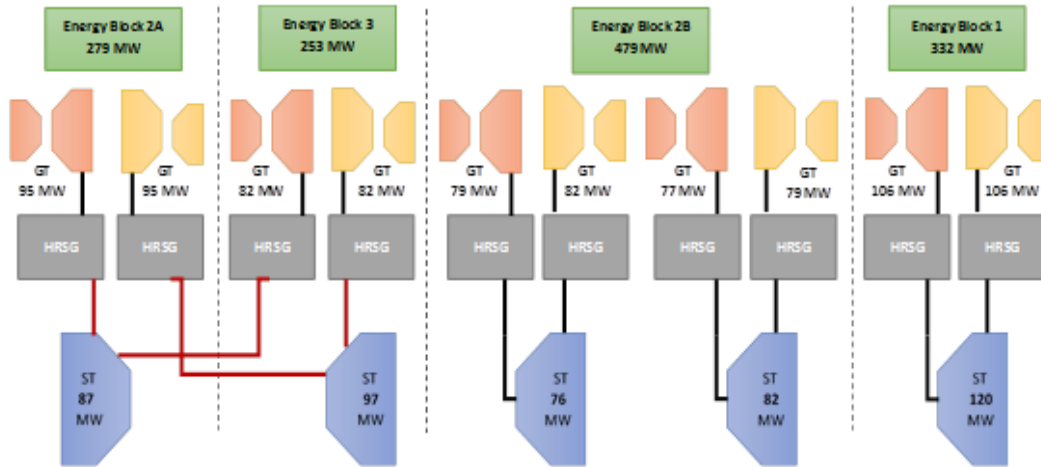 Energy Block 2A
279 MW
Energy Block 3
253 MW
Energy Block 2B
479 MW
Energy Block 1
332 MW
GT
95 MW
GT
95 MW
GT
82 MW
GT
82 MW
GT
79 MW
GT
82 MW
GT
77 MW
GT
79 MW
GT
106 MW
GT
106 MW
HRSG
HRSG
HRSG
HRSG
HRSG
HRSG
HRSG
HRSG
HRSG
HRSG
ST
87
MW
ST
97
MW
ST
76
MW
ST
82
MW
ST
120
MW